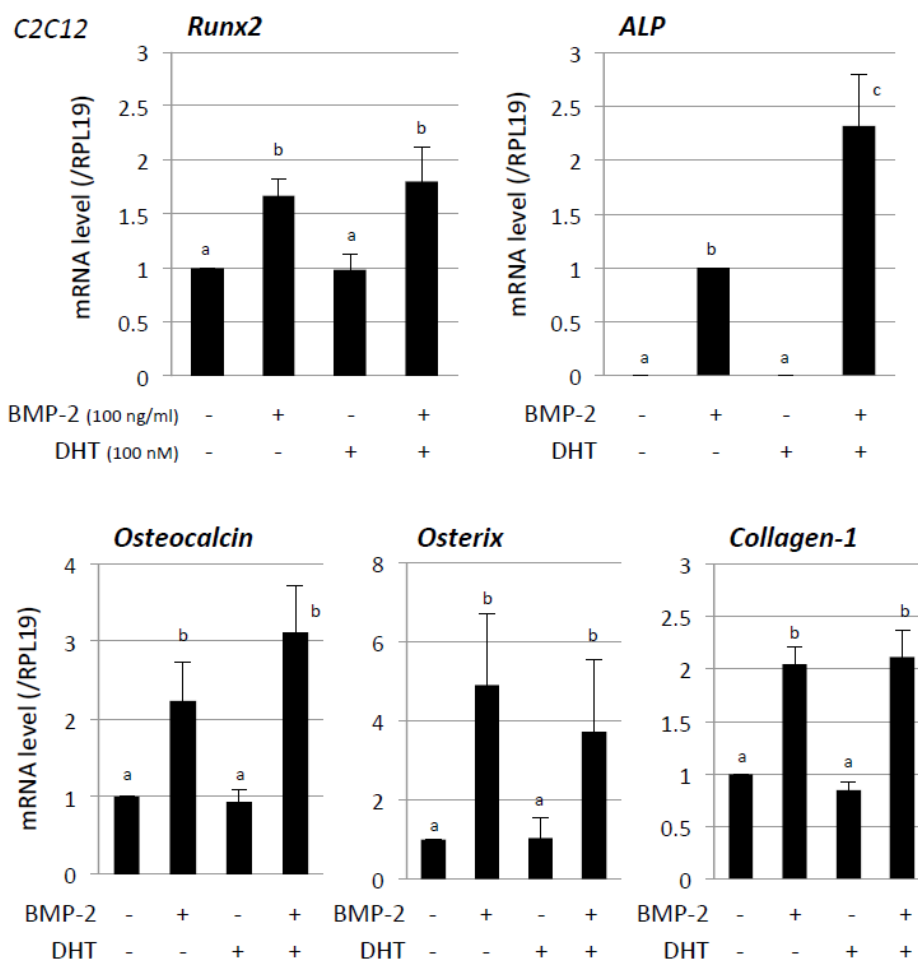 C2C12
Runx2
ALP
mRNA level (/RPL19)
3
2.5
2
1.5
1
0.5
0
a
b
a
b
mRNA level (/RPL19)
3
2.5
2
1.5
1
0.5
0
a
b
a
c
BMP-2 (100 ng/ml) - + - +
DHT (100 nM) - - + +
BMP-2 - + - +
DHT - - + +
Osteocalcin
Osterix
Collagen-1
mRNA level (/RPL19)
4
3
2
1
0
a
b
a
b
8
6
4
2
0
a
b
a
b
3
2.5
2
1.5
1
0.5
0
a
b
a
b
BMP-2 - + - +
DHT - - + +
BMP-2 - + - +
DHT - - + +
BMP-2 - + - +
DHT - - + +